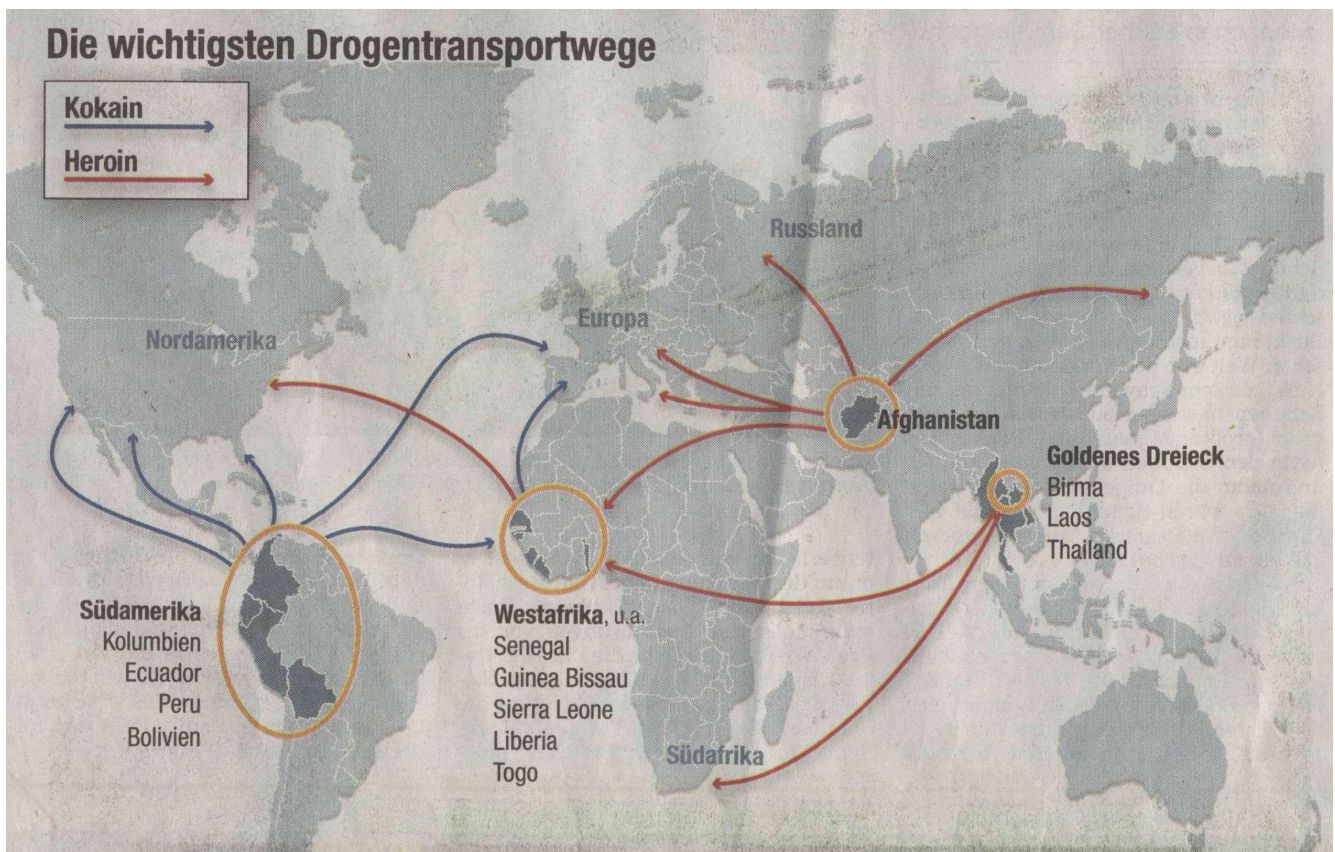 Die wichtigsten Drogentransportwege
Kokain
Heroin
Russland
Europa
Nordamerika
Afghanistan
Goldenes Dreieck
Birma
Laos
Thailand
Südamerika
Kolumbien
Ecuador
Peru
Bolivien
Westafrika, u.a.
Senegal
Guinea Bissau
Sierra Leone
Liberia
Togo
Südafrika